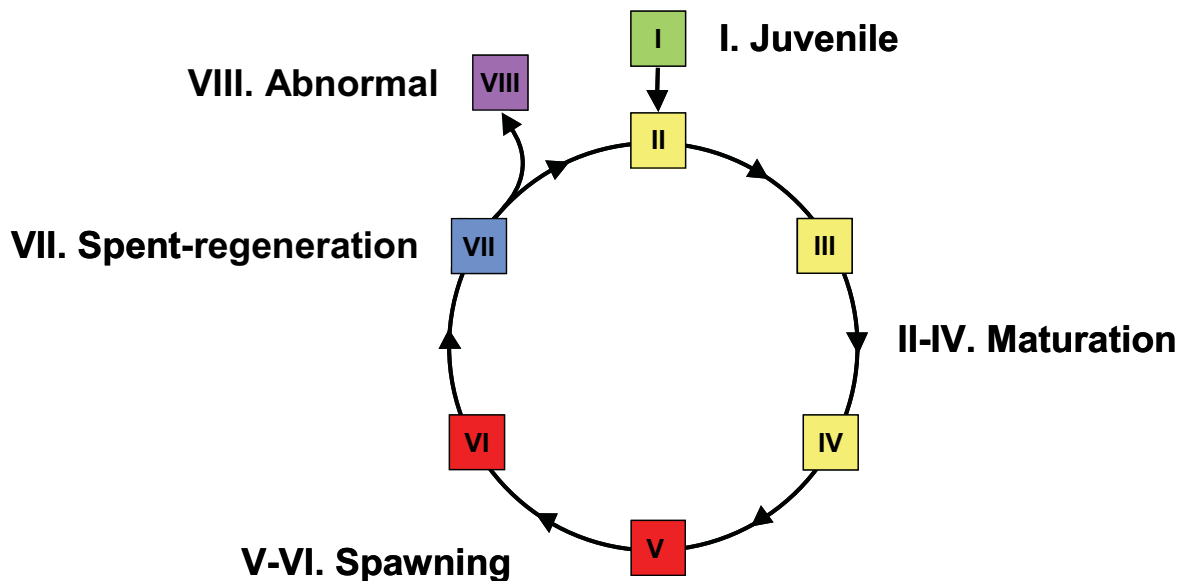 I
I. Juvenile
VIII. Abnormal
VIII
II
VII. Spent-regeneration
VII
III
II-IV. Maturation
VI
IV
V
V-VI. Spawning